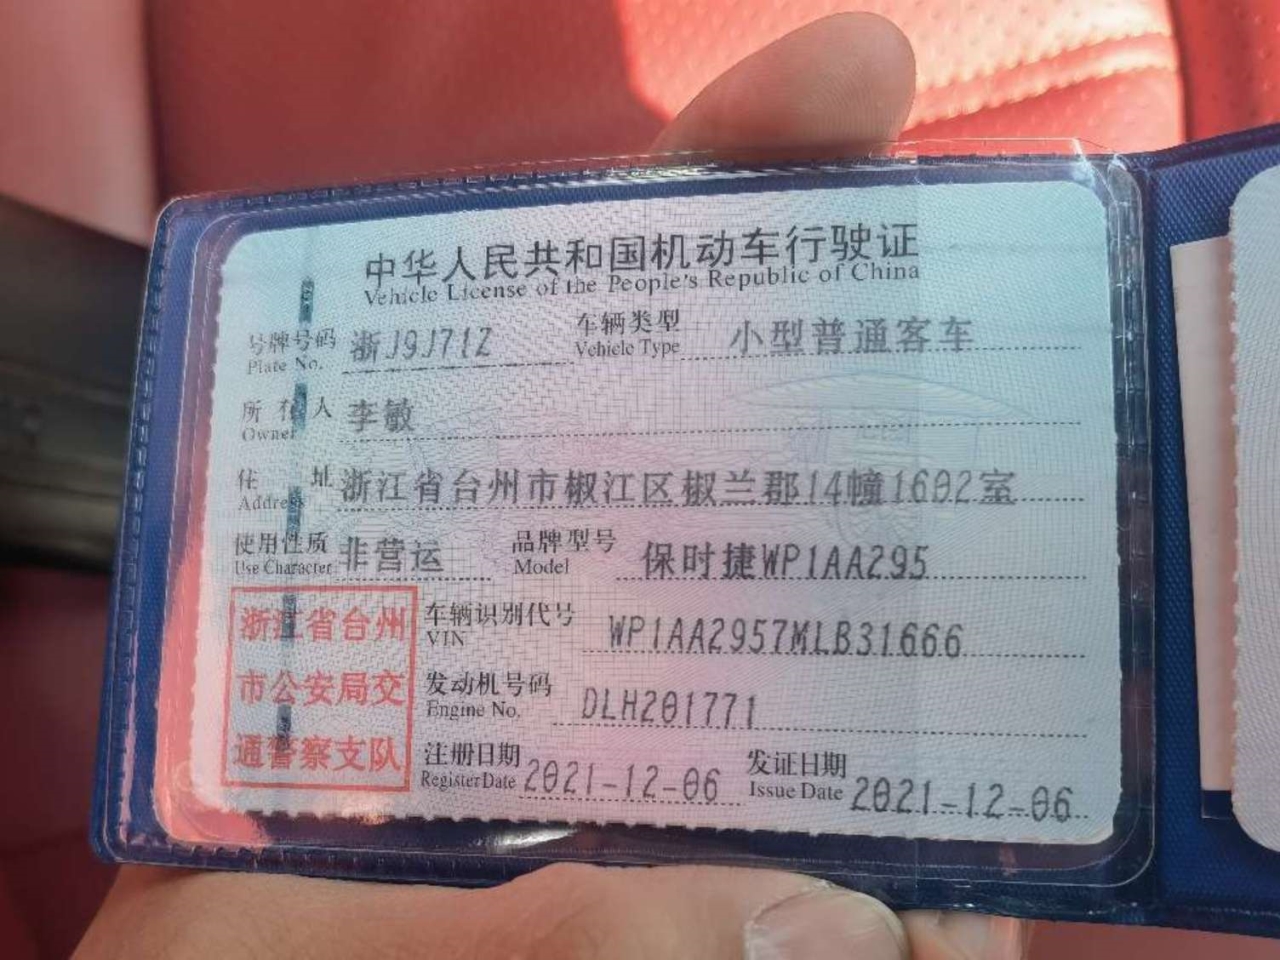 中华人民共和国机动车行驶证
Vehicle License of the People's Republic of China
号牌号码 浙J9J71Z 车辆类型 小型普通客车
Plate No. Vehicle Type
所有人 李敏
Owner
住址 浙江省台州市椒江区椒兰郡14幢1602室
Address
使用性质 非营运 品牌型号 保时捷WP1AA295
Use Character Model
浙江省台州 车辆识别代号 WP1AA2957MLB31666
VIN
市公安局交 发动机号码 DLH201771
Engine No.
通警察支队 注册日期 2021-12-06 发证日期 2021-12-06
Register Date Issue Date